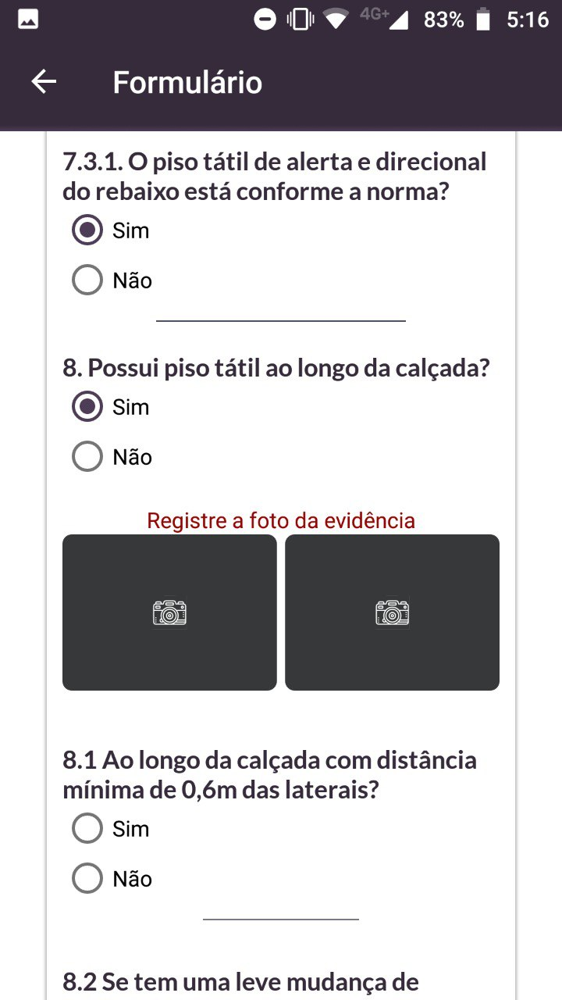 4G+ 83% 5:16
Formulário
7.3.1. O piso tátil de alerta e direcional
do rebaixo está conforme a norma?
Sim
Não
8. Possui piso tátil ao longo da calçada?
Sim
Não
Registre a foto da evidência
8.1 Ao longo da calçada com distância
mínima de 0,6m das laterais?
Sim
Não
8.2 Se tem uma leve mudança de